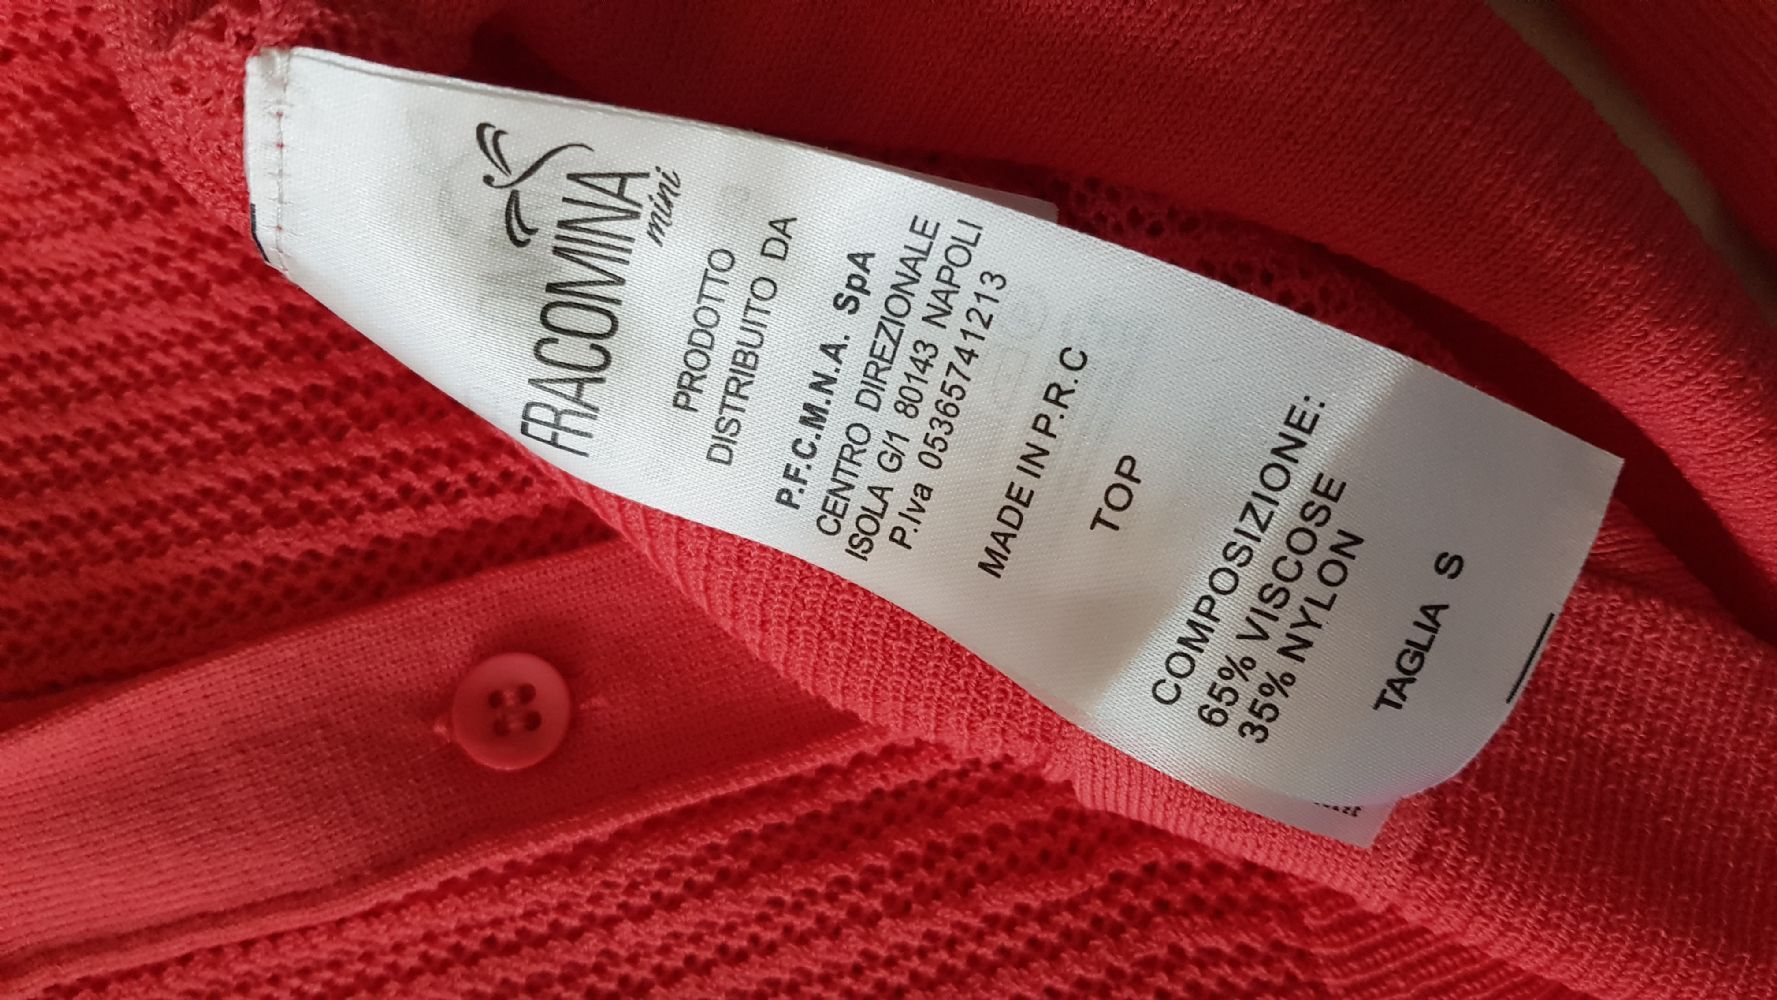 FRACOMINA
mini
PRODOTTO
DISTRIBUITO DA
P.F.C.M.N.A. SpA
CENTRO DIREZIONALE
ISOLA G/1 80143 NAPOLI
P.Iva 05365741213
MADE IN P.R.C
TOP
COMPOSIZIONE:
65% VISCOSE
35% NYLON
TAGLIA S